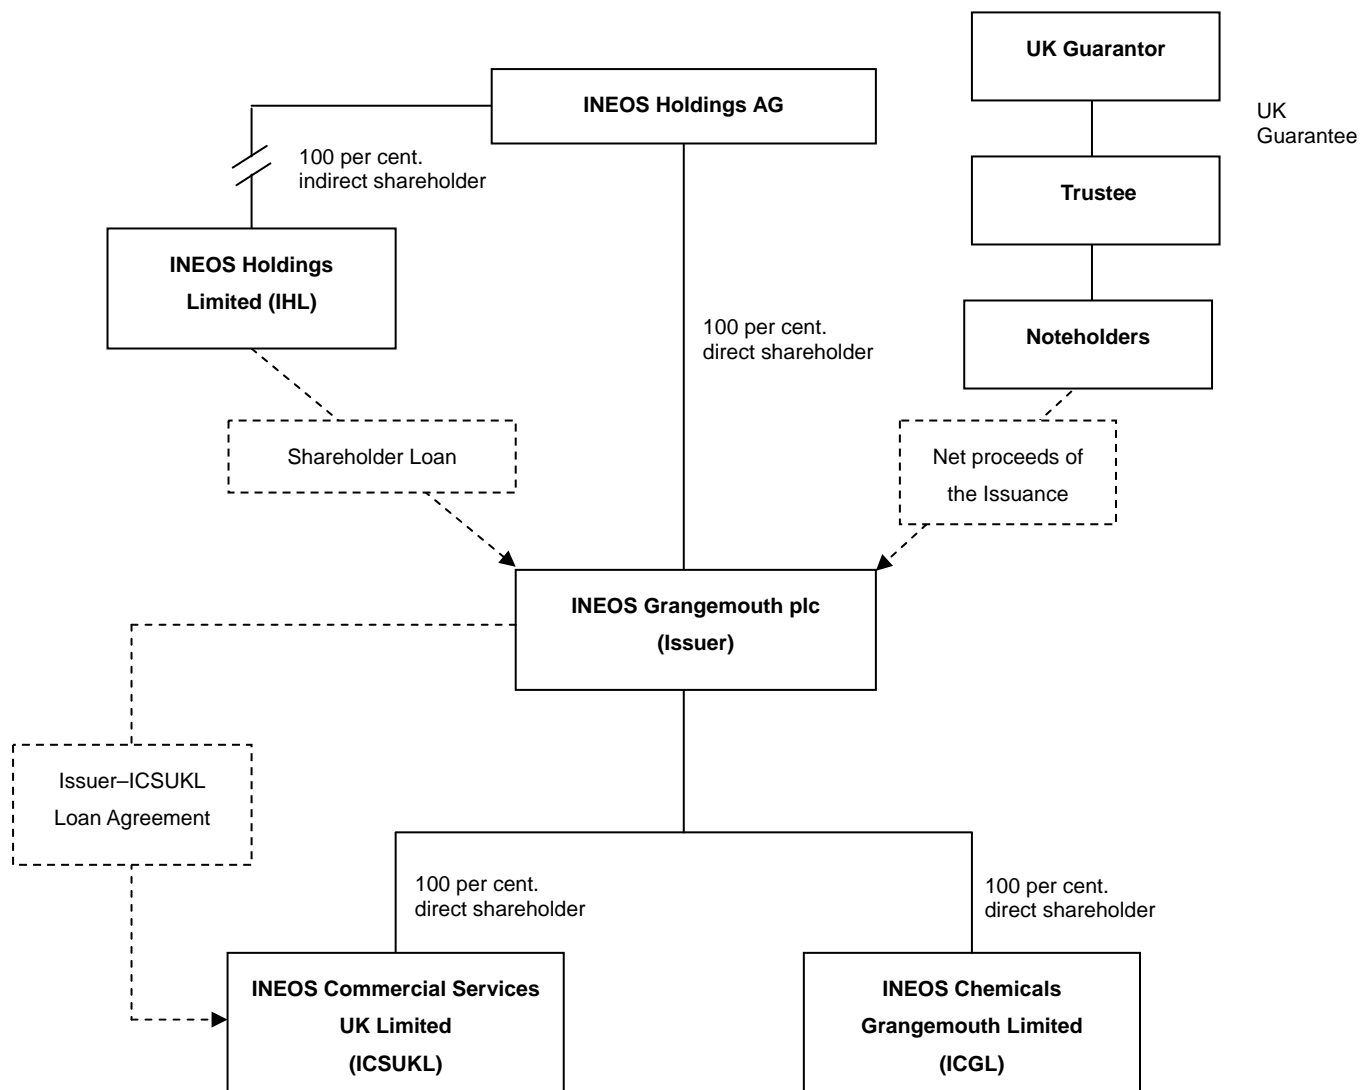 UK Guarantor
INEOS Holdings AG
UK
Guarantee
100 per cent.
indirect shareholder
Trustee
INEOS Holdings
Limited (IHL)
100 per cent.
direct shareholder
Noteholders
Shareholder Loan
Net proceeds of
the Issuance
INEOS Grangemouth plc
(Issuer)
Issuer–ICSUKL
Loan Agreement
100 per cent.
direct shareholder
100 per cent.
direct shareholder
INEOS Commercial Services
UK Limited
(ICSUKL)
INEOS Chemicals
Grangemouth Limited
(ICGL)